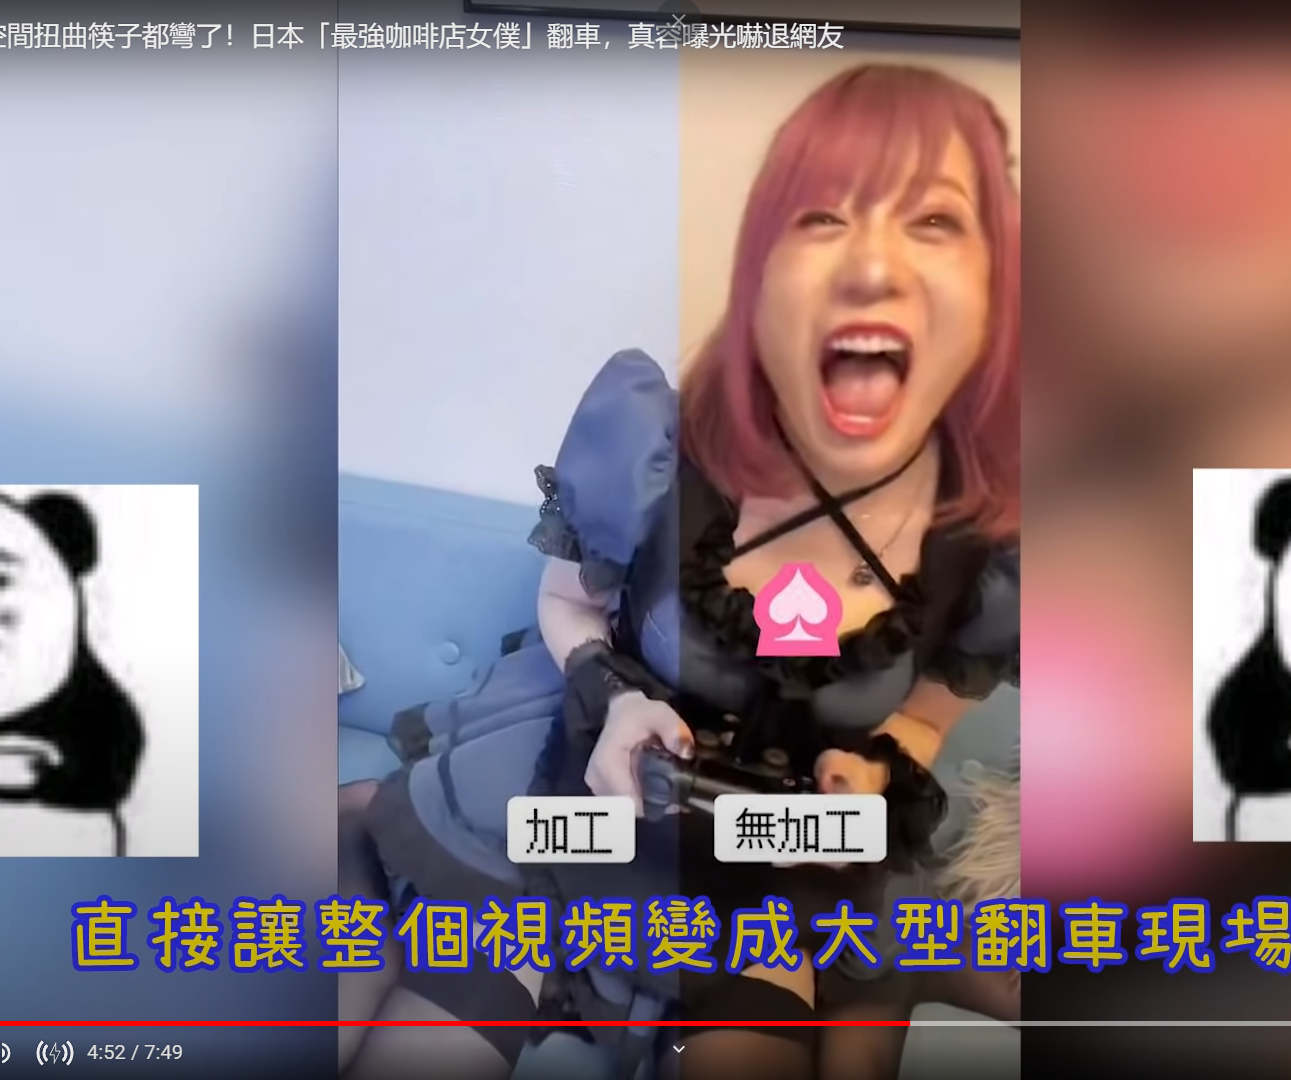 空間扭曲筷子都彎了！日本「最強咖啡店女僕」翻車，真容曝光嚇退網友
加工
無加工
直接讓整個視頻變成大型翻車現場
4:52 / 7:49